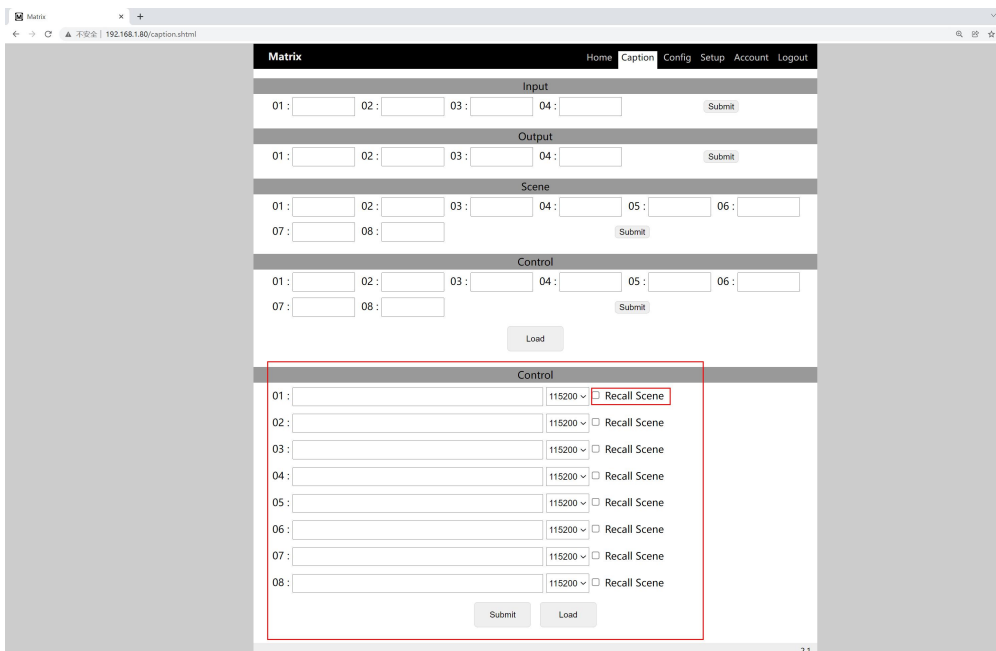 Matrix
不安全 | 192.168.1.80/caption.shtml
Matrix Home Caption Config Setup Account Logout
Input
01 : 02 : 03 : 04 : Submit
Output
01 : 02 : 03 : 04 : Submit
Scene
01 : 02 : 03 : 04 : 05 : 06 :
07 : 08 : Submit
Control
01 : 02 : 03 : 04 : 05 : 06 :
07 : 08 : Submit
Load
Control
01 : 115200 Recall Scene
02 : 115200 Recall Scene
03 : 115200 Recall Scene
04 : 115200 Recall Scene
05 : 115200 Recall Scene
06 : 115200 Recall Scene
07 : 115200 Recall Scene
08 : 115200 Recall Scene
Submit Load